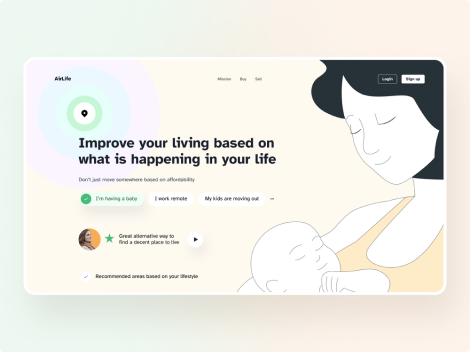 AirLife
Mission Buy Sell
Login Sign up
Improve your living based on
what is happening in your life
Don't just move somewhere based on affordability
I'm having a baby I work remote My kids are moving out
Great alternative way to
find a decent place to live
Recommended areas based on your lifestyle